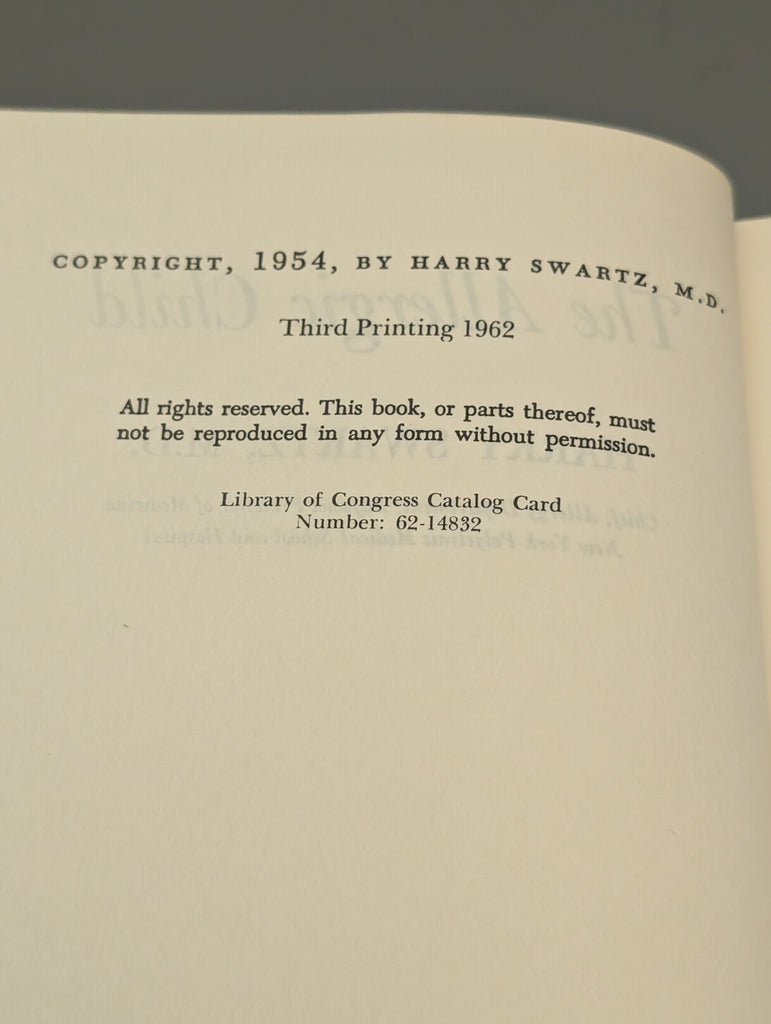 COPYRIGHT, 1954, BY HARRY SWARTZ, M.D.
Third Printing 1962
All rights reserved. This book, or parts thereof, must
not be reproduced in any form without permission.
Library of Congress Catalog Card
Number: 62-14832